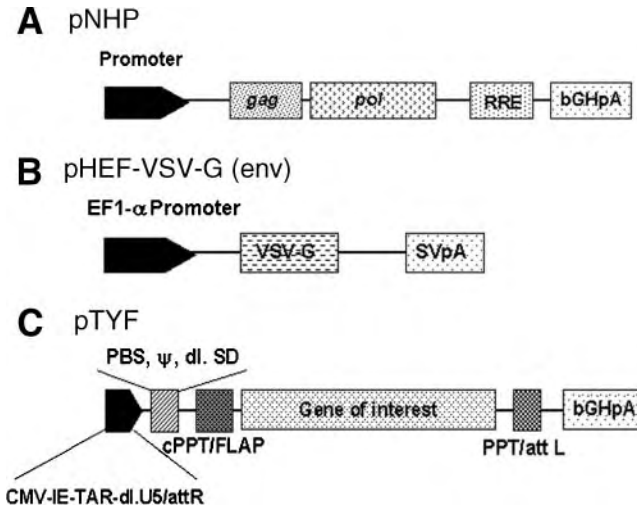 A pNHP
Promoter
gag
pol
RRE
bGHpA
B pHEF-VSV-G (env)
EF1-α Promoter
VSV-G
SVpA
C pTYF
PBS, ψ, dl. SD
Gene of interest
bGHpA
cPPT/FLAP
PPT/att L
CMV-IE-TAR-dl.U5/attR